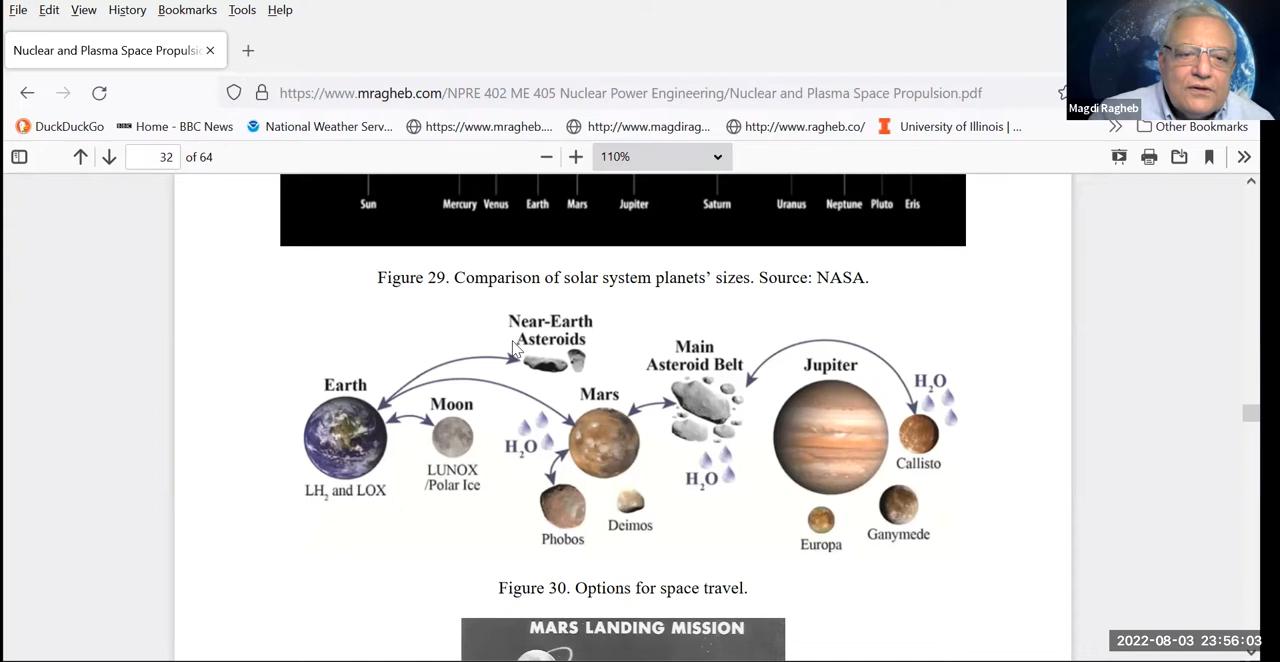 File Edit View History Bookmarks Tools Help
Nuclear and Plasma Space Propulsi
https://www.mragheb.com/NPRE 402 ME 405 Nuclear Power Engineering/Nuclear and Plasma Space Propulsion.pdf
Magdi Ragheb
DuckDuckGo BBC Home - BBC News National Weather Serv... https://www.mragheb.... http://www.magdirag... http://www.ragheb.co/ University of Illinois |... Other Bookmarks
32 of 64 110%
Sun Mercury Venus Earth Mars Jupiter Saturn Uranus Neptune Pluto Eris
Figure 29. Comparison of solar system planets' sizes. Source: NASA.
Near-Earth
Asteroids
Main
Asteroid Belt
Jupiter
H2O
Earth
Moon
Mars
H2O
Callisto
LUNOX
/Polar Ice
H2O
LH2 and LOX
Phobos
Deimos
Europa
Ganymede
Figure 30. Options for space travel.
MARS LANDING MISSION
2022-08-03 23:56:03